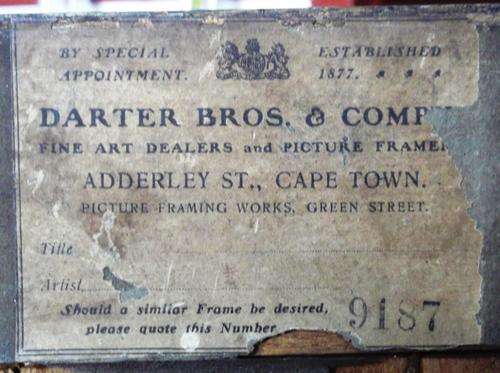 BY SPECIAL APPOINTMENT.
ESTABLISHED 1877.
DARTER BROS. & COMP
FINE ART DEALERS and PICTURE FRAME
ADDERLEY ST., CAPE TOWN.
PICTURE FRAMING WORKS, GREEN STREET.
Title
Artist
Should a similar Frame be desired,
please quote this Number 9187